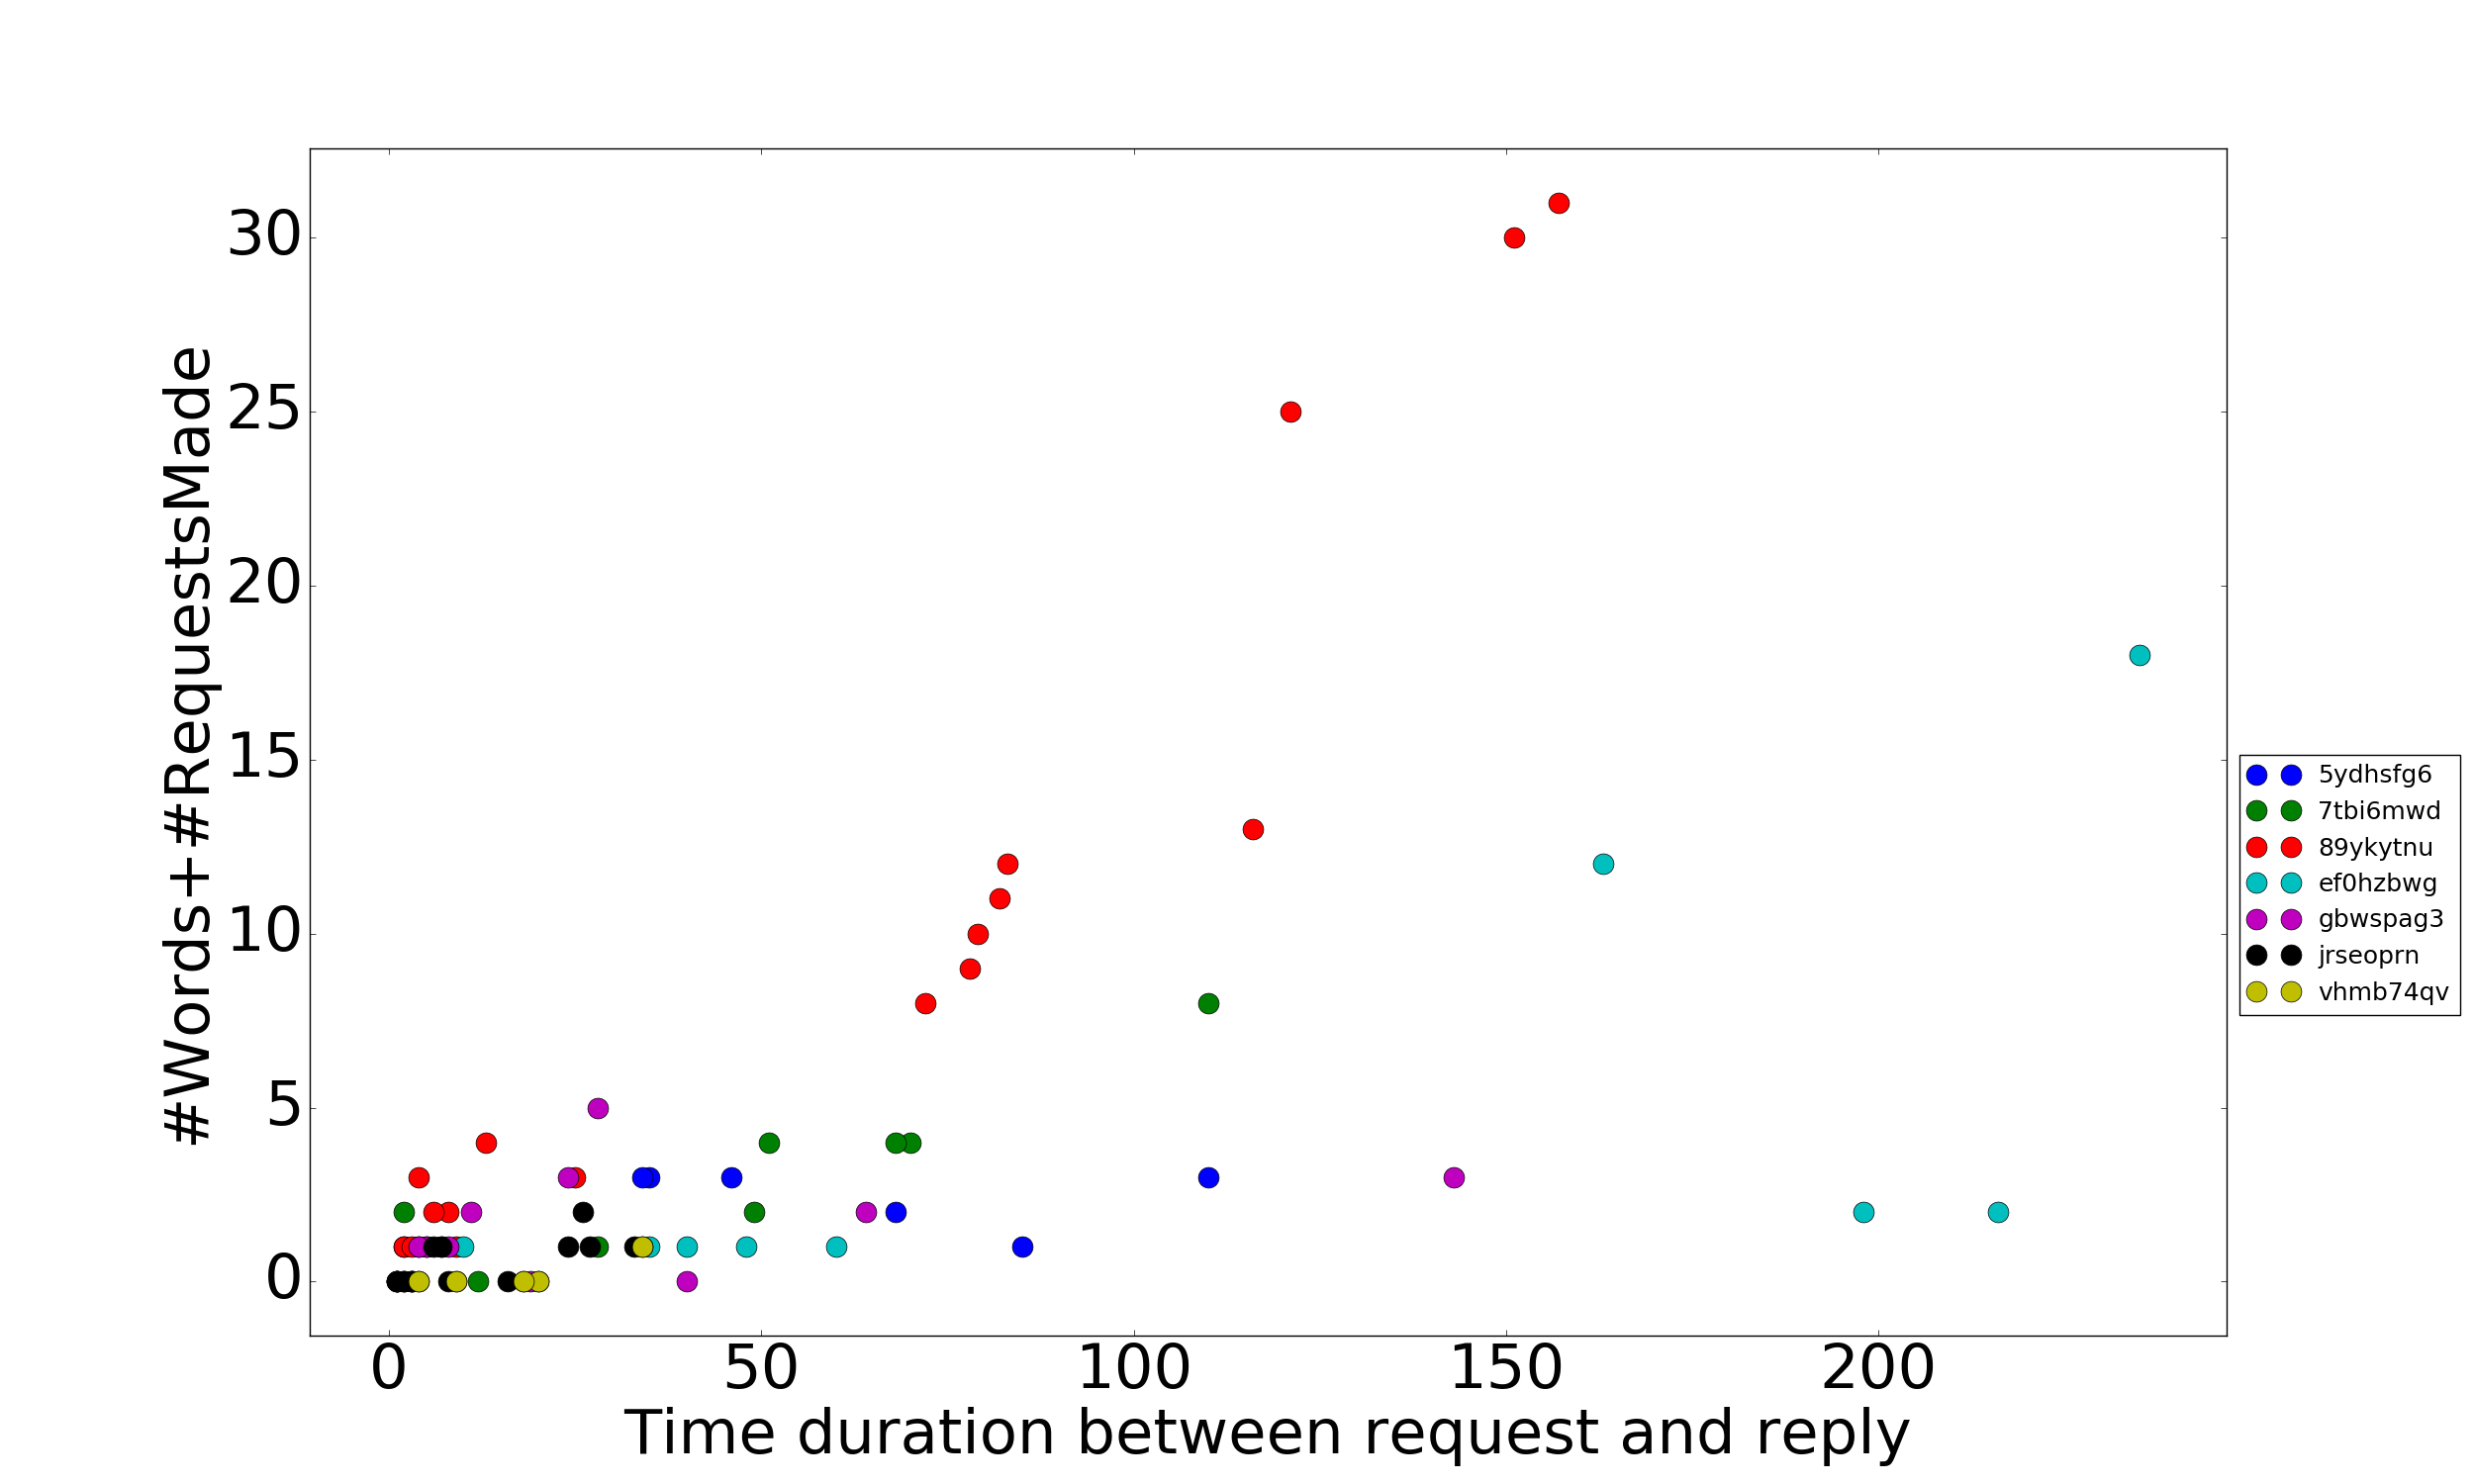 #Words+#RequestsMade
30
25
20
15
10
5
0
0 50 100 150 200
Time duration between request and reply
5ydhsfg6
7tbi6mwd
89ykytnu
ef0hzbwg
gbwspag3
jrseoprn
vhmb74qv